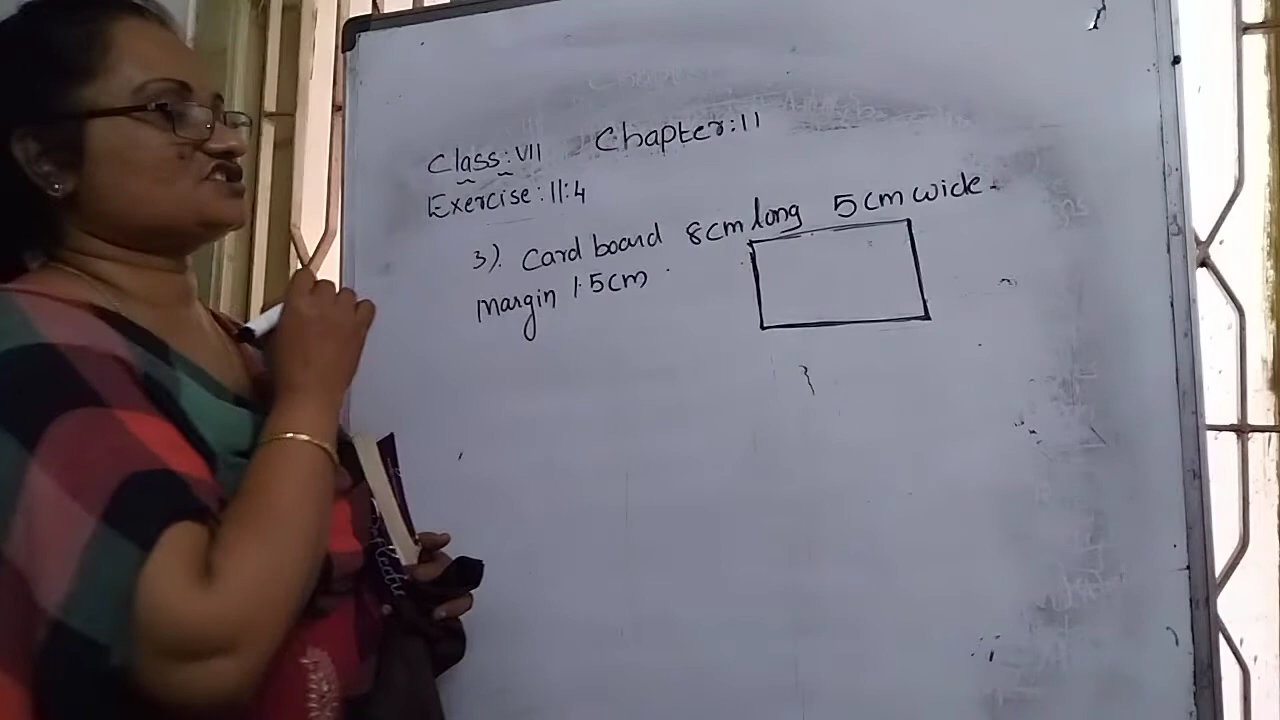 Chapter:11
Class:VII
Exercise:11:4
3). Card board 8cm long 5cm wide.
margin 1.5cm